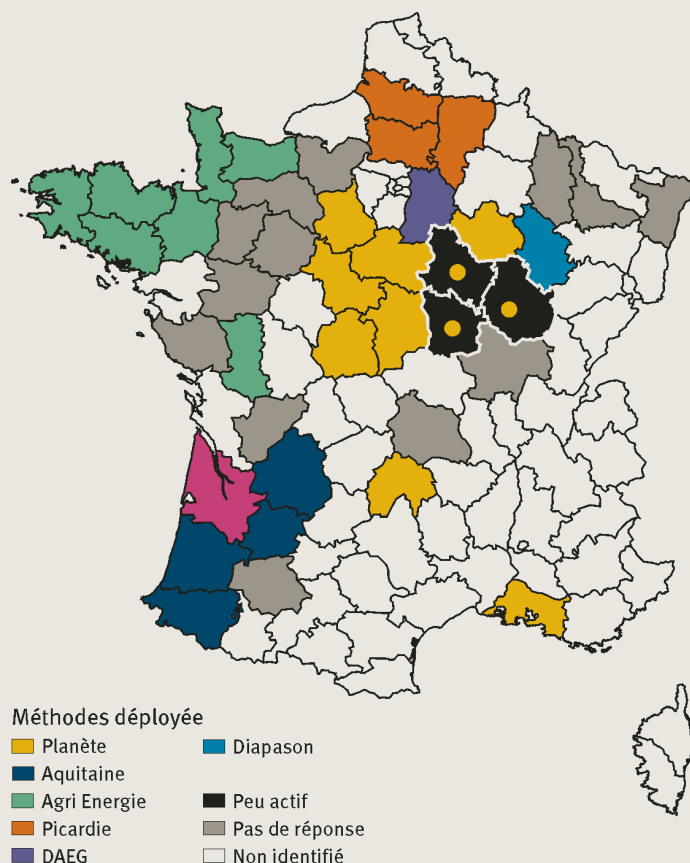 Méthodes déployée
Planète
Diapason
Aquitaine
Agri Energie
Peu actif
Picardie
Pas de réponse
DAEG
Non identifié